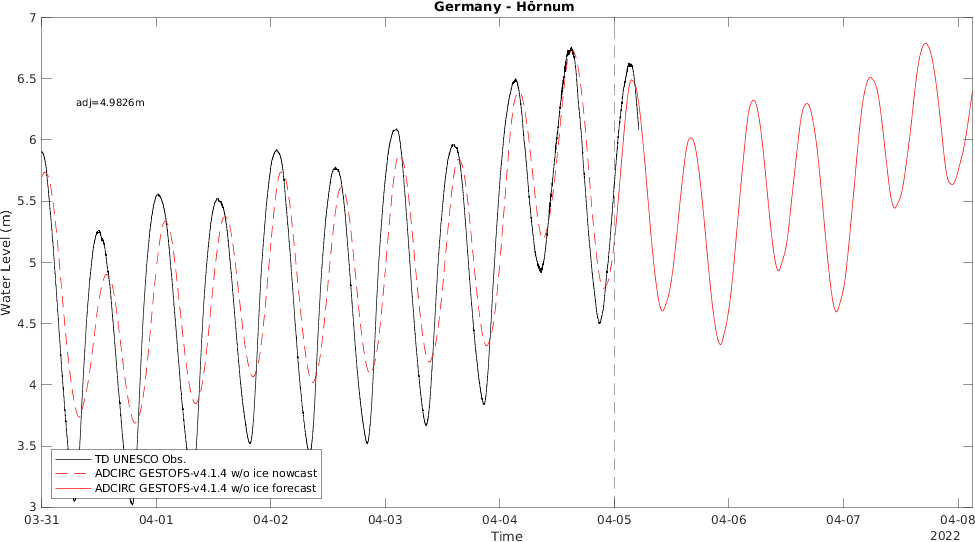 Germany - Hörnum
7
6.5
adj=4.9826m
6
5.5
5
4.5
4
3.5
3
Water Level (m)
TD UNESCO Obs.
ADCIRC GESTOFS-v4.1.4 w/o ice nowcast
ADCIRC GESTOFS-v4.1.4 w/o ice forecast
03-31 04-01 04-02 04-03 04-04 04-05 04-06 04-07 04-08
Time
2022